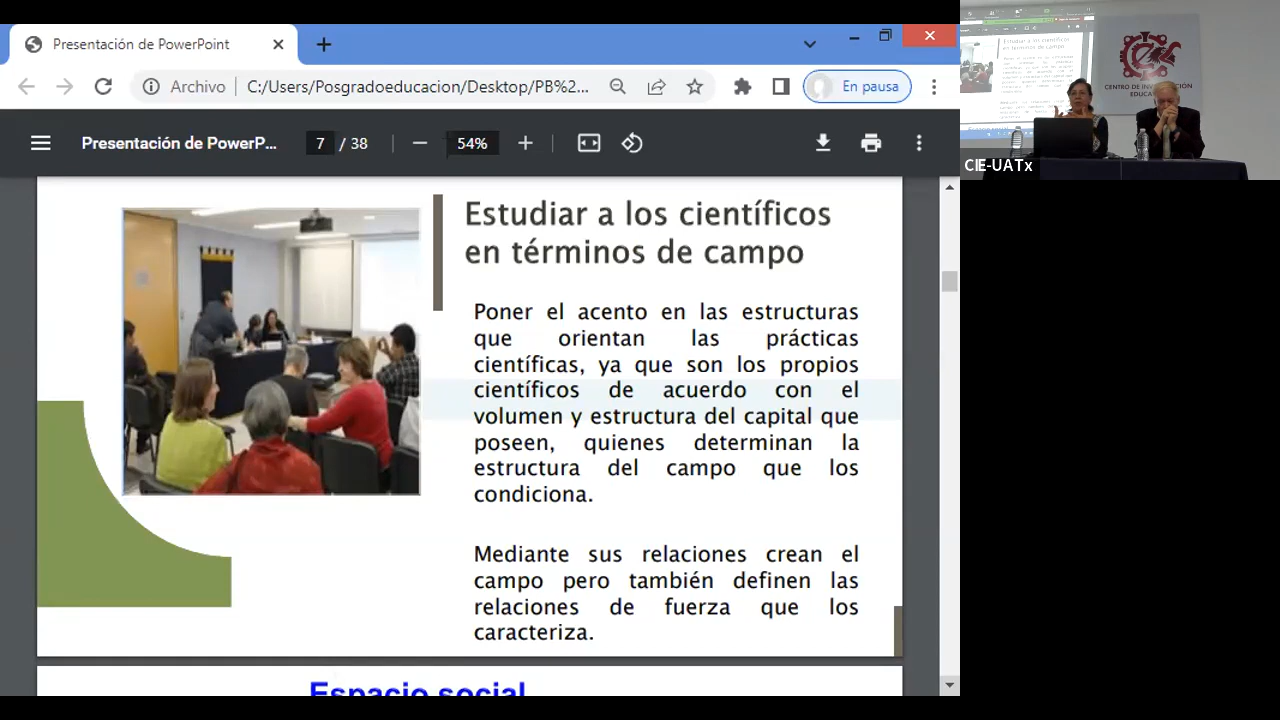 Presentación de PowerPoint
Archivo
C:/Users/Posdoceducacion/Desktop/PB%2...
En pausa
Presentación de PowerP...
7 / 38
54%
Estudiar a los científicos
en términos de campo
Poner el acento en las estructuras
que orientan las prácticas
científicas, ya que son los propios
científicos de acuerdo con el
volumen y estructura del capital que
poseen, quienes determinan la
estructura del campo que los
condiciona.
Mediante sus relaciones crean el
campo pero también definen las
relaciones de fuerza que los
caracteriza.
Espacio social
CENTRO DE INVESTIGACIÓN
CIE-UATx